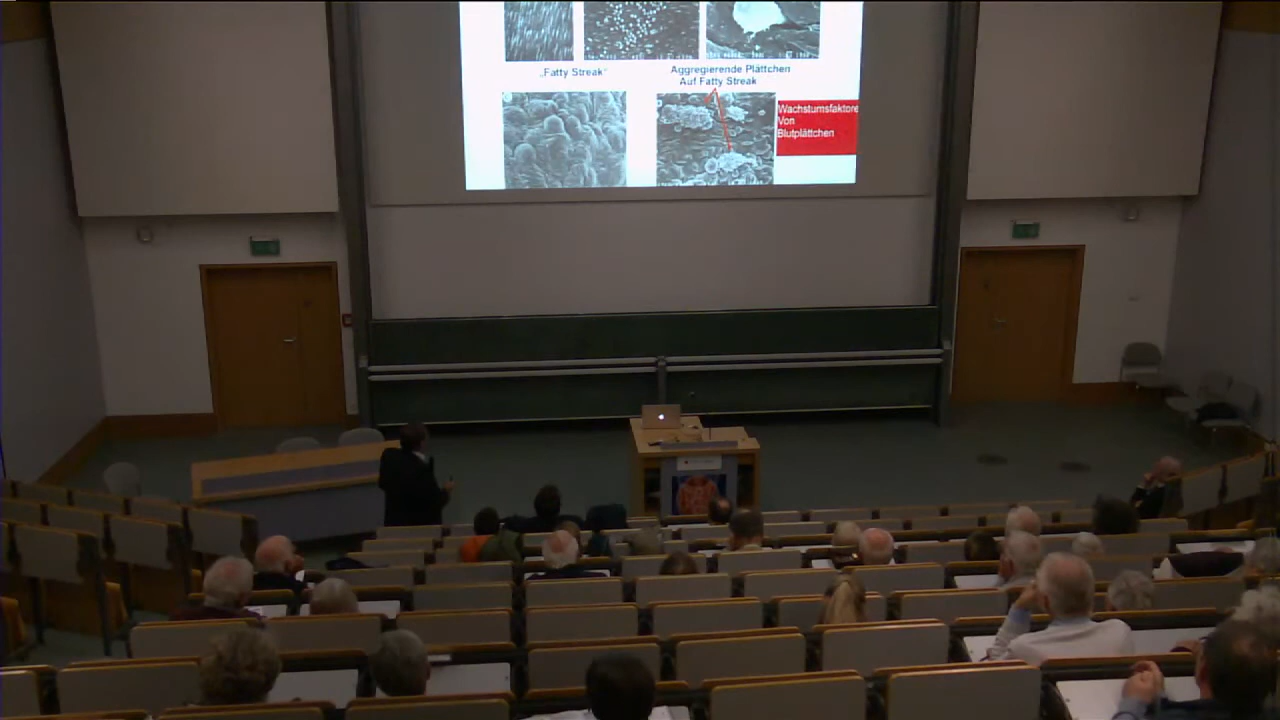 „Fatty Streak"
Aggregierende Plättchen
Auf Fatty Streak
Wachstumsfaktore
Von
Blutplättchen